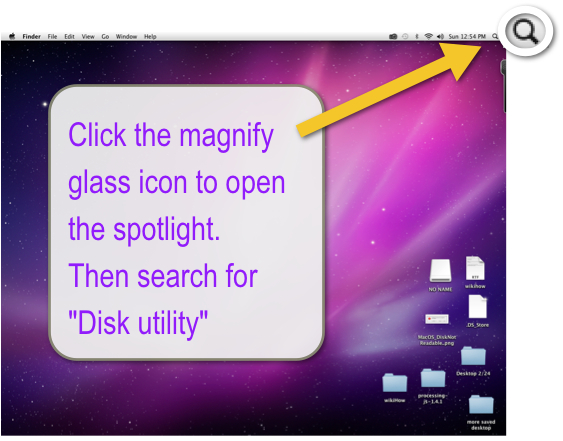 Finder File Edit View Go Window Help
Sun 12:54 PM
Click the magnify
glass icon to open
the spotlight.
Then search for
"Disk utility"
NO NAME
wikihow
.DS_Store
MacOS_DiskNot
Readable.png
Desktop 2/24
wikiHow
processing-
js-1.4.1
more saved
desktop